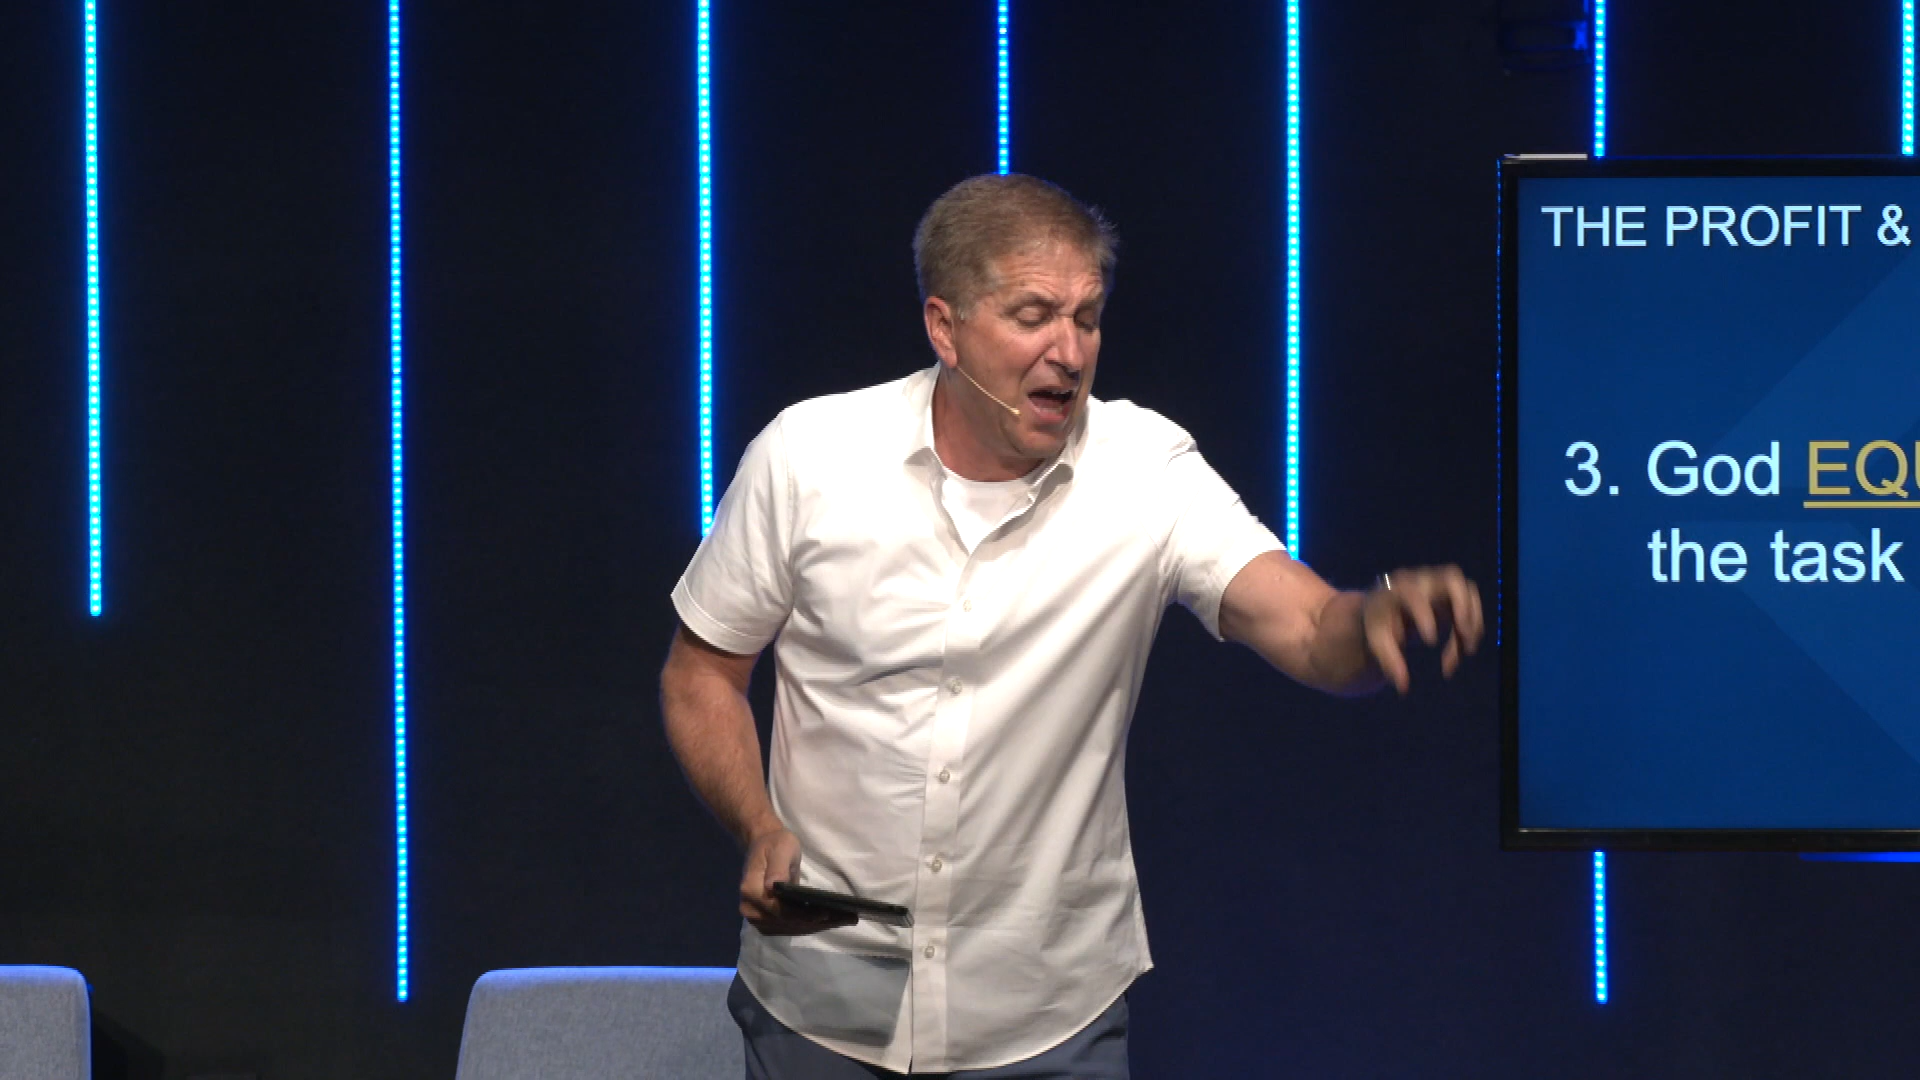 THE PROFIT &
3. God EQU
the task